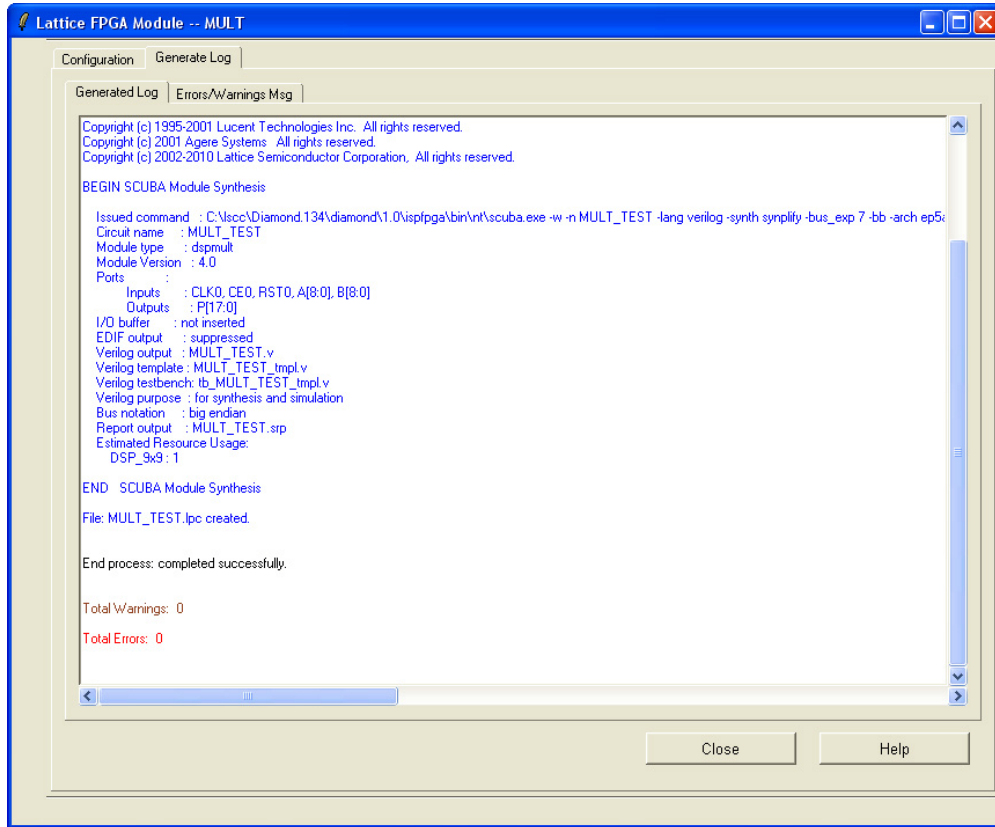 Lattice FPGA Module -- MULT
Configuration Generate Log
Generated Log Errors/Warnings Msg
Copyright (c) 1995-2001 Lucent Technologies Inc. All rights reserved.
Copyright (c) 2001 Agere Systems All rights reserved.
Copyright (c) 2002-2010 Lattice Semiconductor Corporation, All rights reserved.
BEGIN SCUBA Module Synthesis
Issued command : C:\lscc\Diamond.134\diamond\1.0\ispfpga\bin\nt\scuba.exe -w -n MULT_TEST -lang verilog -synth synplify -bus_exp 7 -bb -arch ep5a
Circuit name : MULT_TEST
Module type : dspmult
Module Version : 4.0
Ports :
Inputs : CLK0, CE0, RST0, A[8:0], B[8:0]
Outputs : P[17:0]
I/O buffer : not inserted
EDIF output : suppressed
Verilog output : MULT_TEST.v
Verilog template : MULT_TEST_tmpl.v
Verilog testbench: tb_MULT_TEST_tmpl.v
Verilog purpose : for synthesis and simulation
Bus notation : big endian
Report output : MULT_TEST.srp
Estimated Resource Usage:
DSP_9x9 : 1
END SCUBA Module Synthesis
File: MULT_TEST.lpc created.
End process: completed successfully.
Total Warnings: 0
Total Errors: 0
Close Help